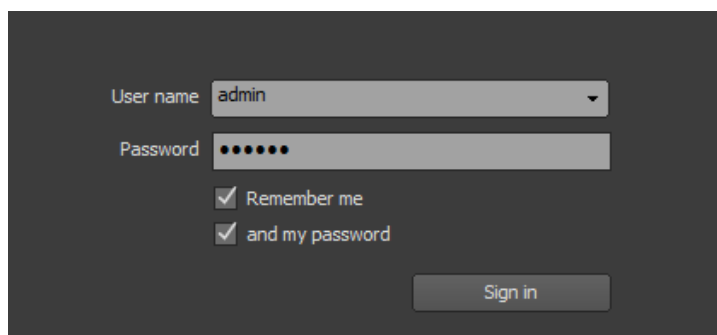 User name admin
Password ••••••
Remember me
and my password
Sign in